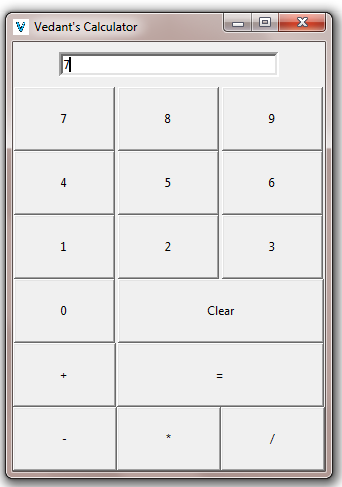 Vedant's Calculator
7
7 8 9
4 5 6
1 2 3
0 Clear
+ =
- * /